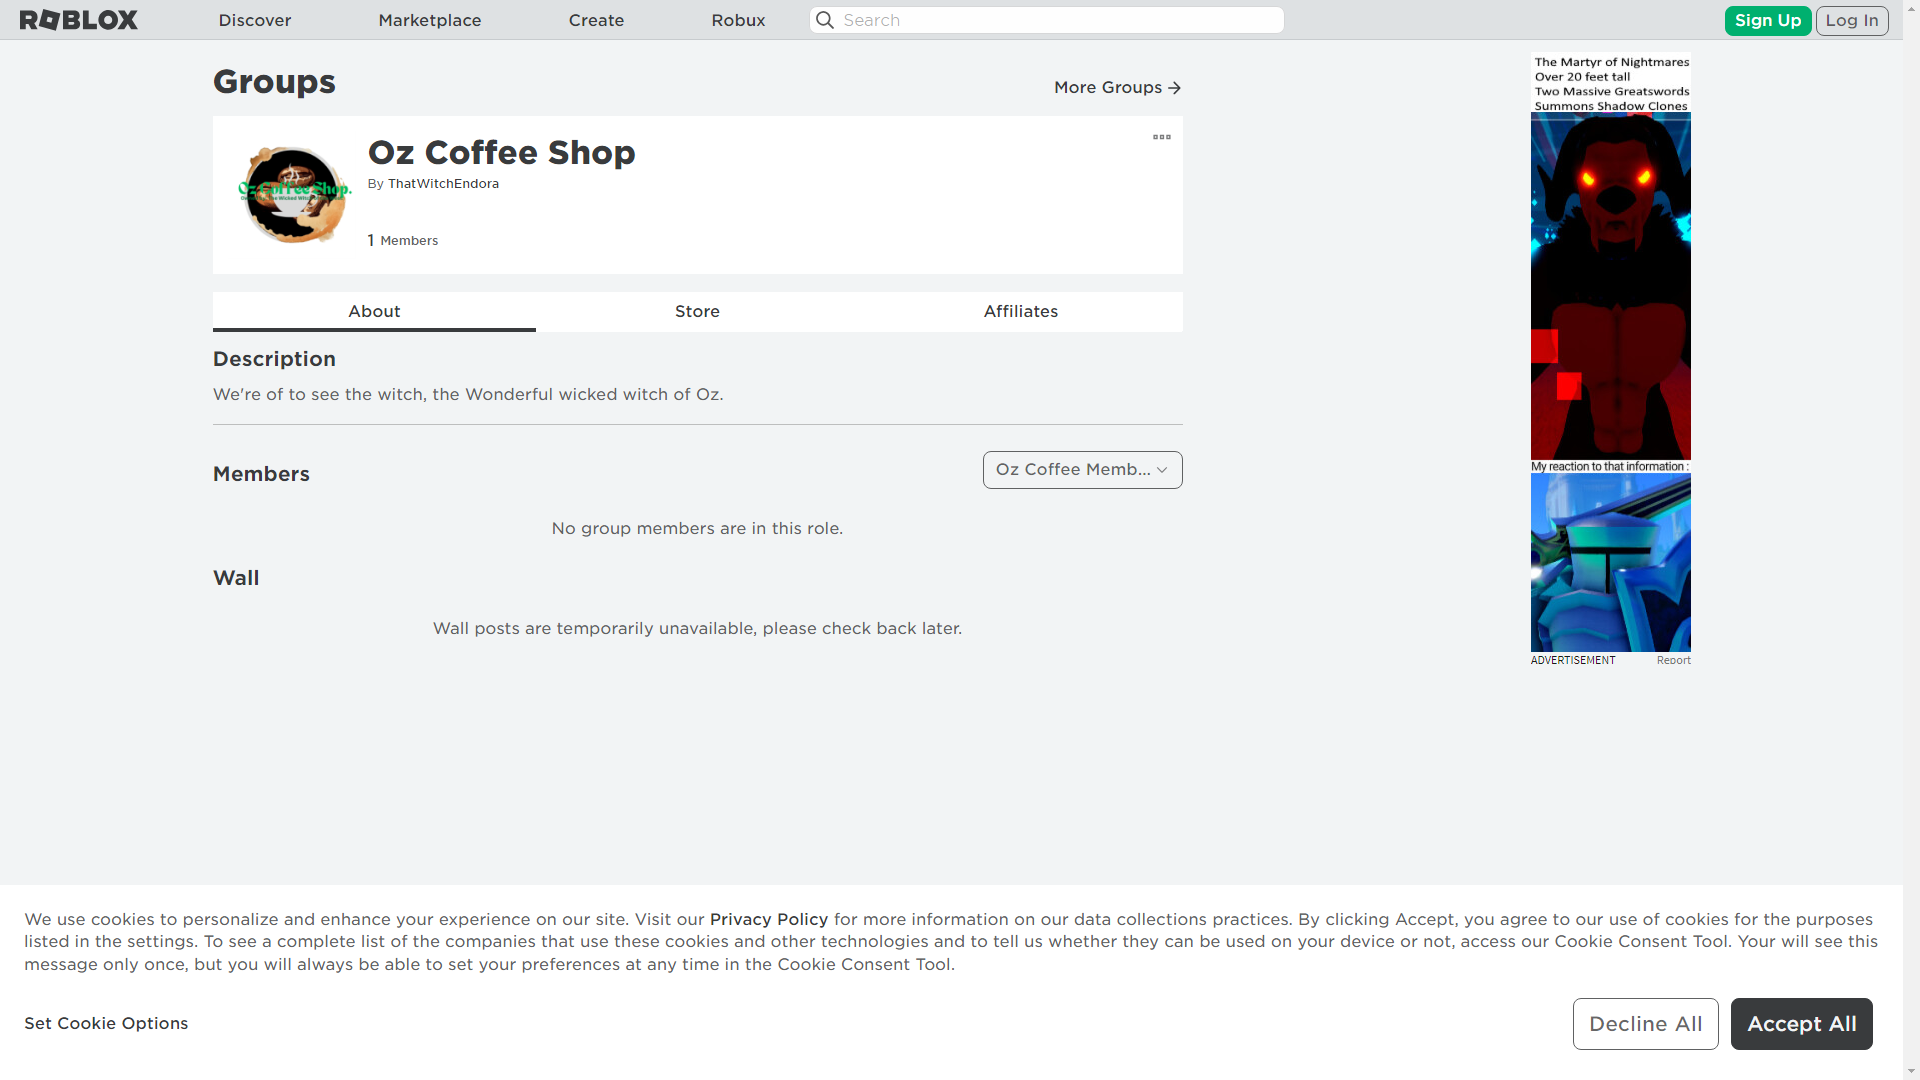 ROBLOX
Discover
Marketplace
Create
Robux
Search
Sign Up
Log In
Groups
More Groups
Oz Coffee Shop.
Oz Coffee Shop
By ThatWitchEndora
1 Members
About
Store
Affiliates
Description
We're of to see the witch, the Wonderful wicked witch of Oz.
Members
Oz Coffee Memb...
No group members are in this role.
Wall
Wall posts are temporarily unavailable, please check back later.
The Martyr of Nightmares
Over 20 feet tall
Two Massive Greatswords
Summons Shadow Clones
My reaction to that information :
ADVERTISEMENT
Report
We use cookies to personalize and enhance your experience on our site. Visit our Privacy Policy for more information on our data collections practices. By clicking Accept, you agree to our use of cookies for the purposes
listed in the settings. To see a complete list of the companies that use these cookies and other technologies and to tell us whether they can be used on your device or not, access our Cookie Consent Tool. Your will see this
message only once, but you will always be able to set your preferences at any time in the Cookie Consent Tool.
Set Cookie Options
Decline All
Accept All